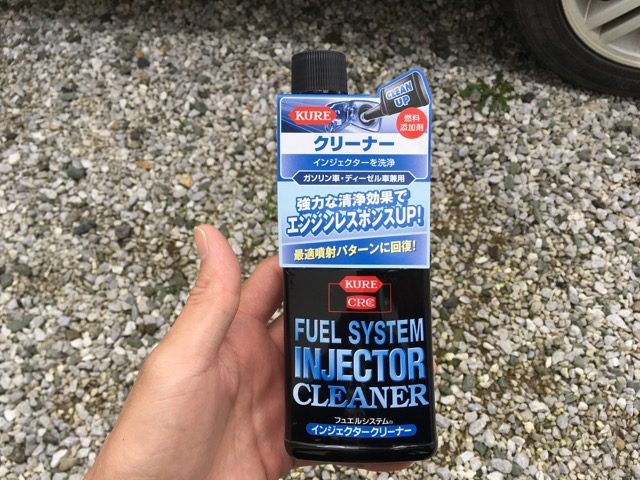 CLEAN
UP
KURE
燃料
添加剤
クリーナー
インジェクターを洗浄
ガソリン車・ディーゼル車兼用
強力な清浄効果で
エンジンレスポンスUP!
最適噴射パターンに回復!
KURE
CRC
FUEL SYSTEM
INJECTOR
CLEANER
フュエルシステム®
インジェクタークリーナー